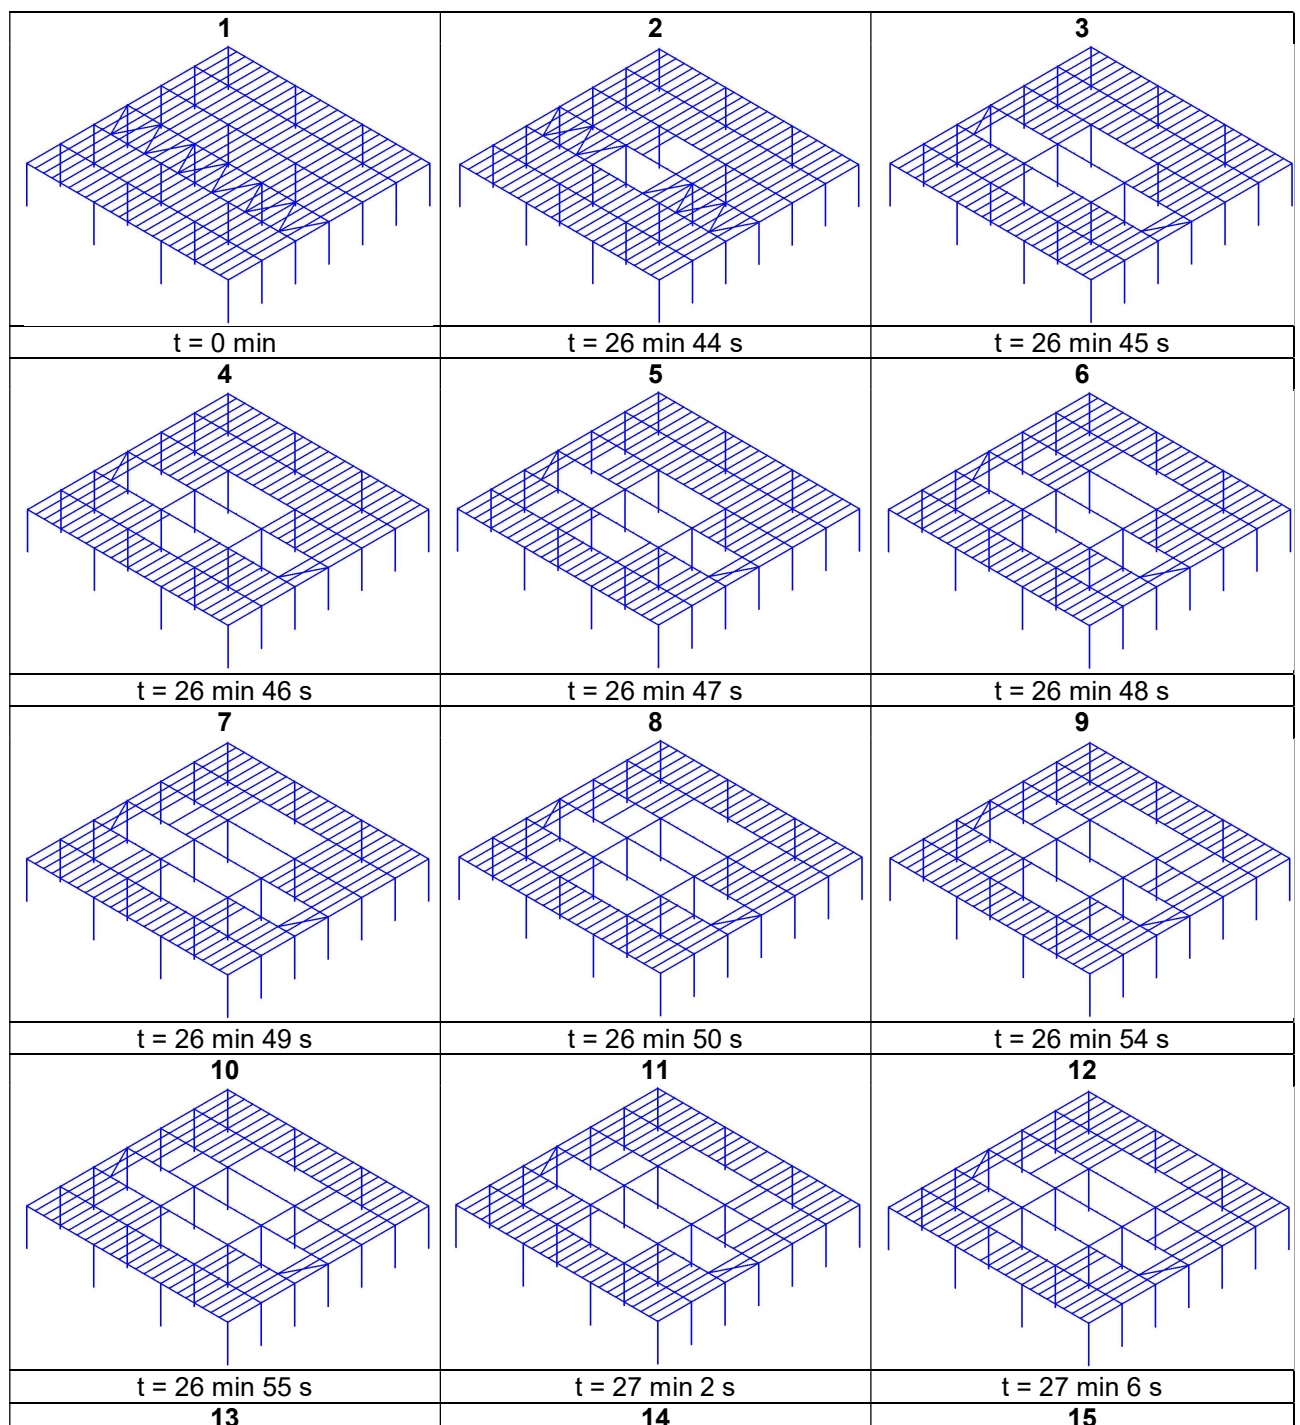 1 2 3
t = 0 min t = 26 min 44 s t = 26 min 45 s
4 5 6
t = 26 min 46 s t = 26 min 47 s t = 26 min 48 s
7 8 9
t = 26 min 49 s t = 26 min 50 s t = 26 min 54 s
10 11 12
t = 26 min 55 s t = 27 min 2 s t = 27 min 6 s
13 14 15